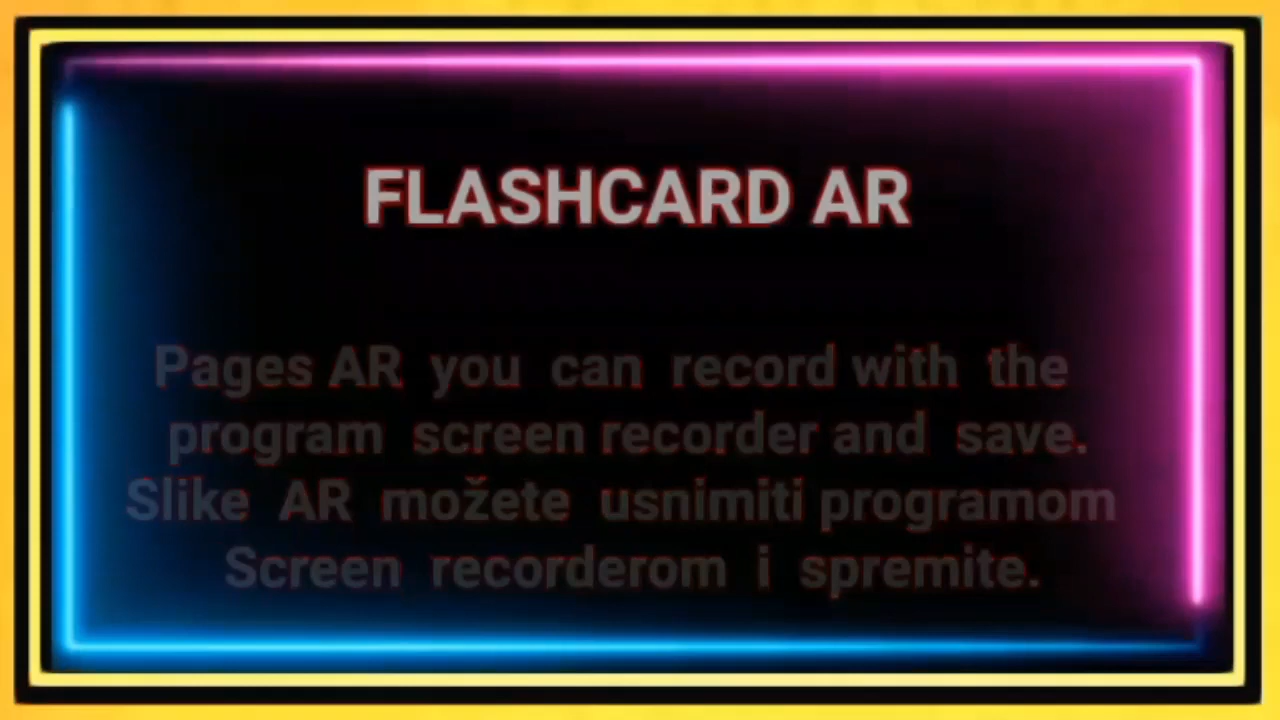 FLASHCARD AR
Pages AR you can record with the
program screen recorder and save.
Slike AR možete usnimiti programom
Screen recorderom i spremite.